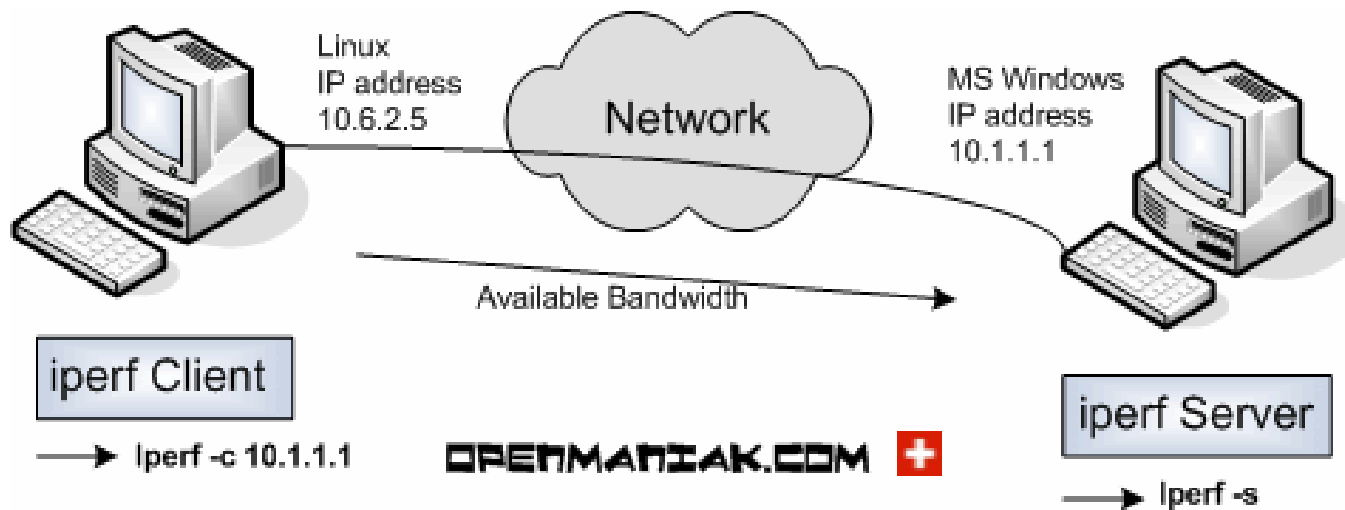 Linux
IP address
10.6.2.5
Network
MS Windows
IP address
10.1.1.1
Available Bandwidth
iperf Client
Iperf -c 10.1.1.1
OPENMANIAK.COM
iperf Server
Iperf -s